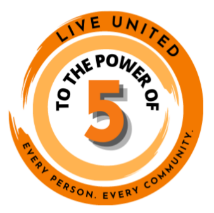 LIVE UNITED
TO THE POWER OF
5
EVERY PERSON. EVERY COMMUNITY.